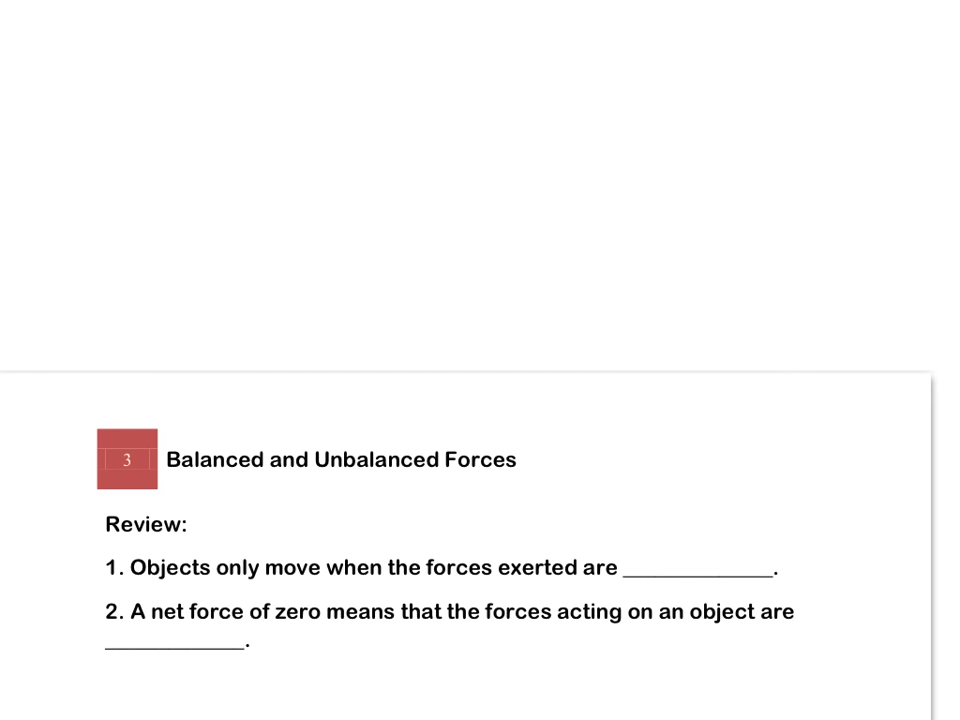 3 Balanced and Unbalanced Forces
Review:
1. Objects only move when the forces exerted are ______________.
2. A net force of zero means that the forces acting on an object are
_____________.